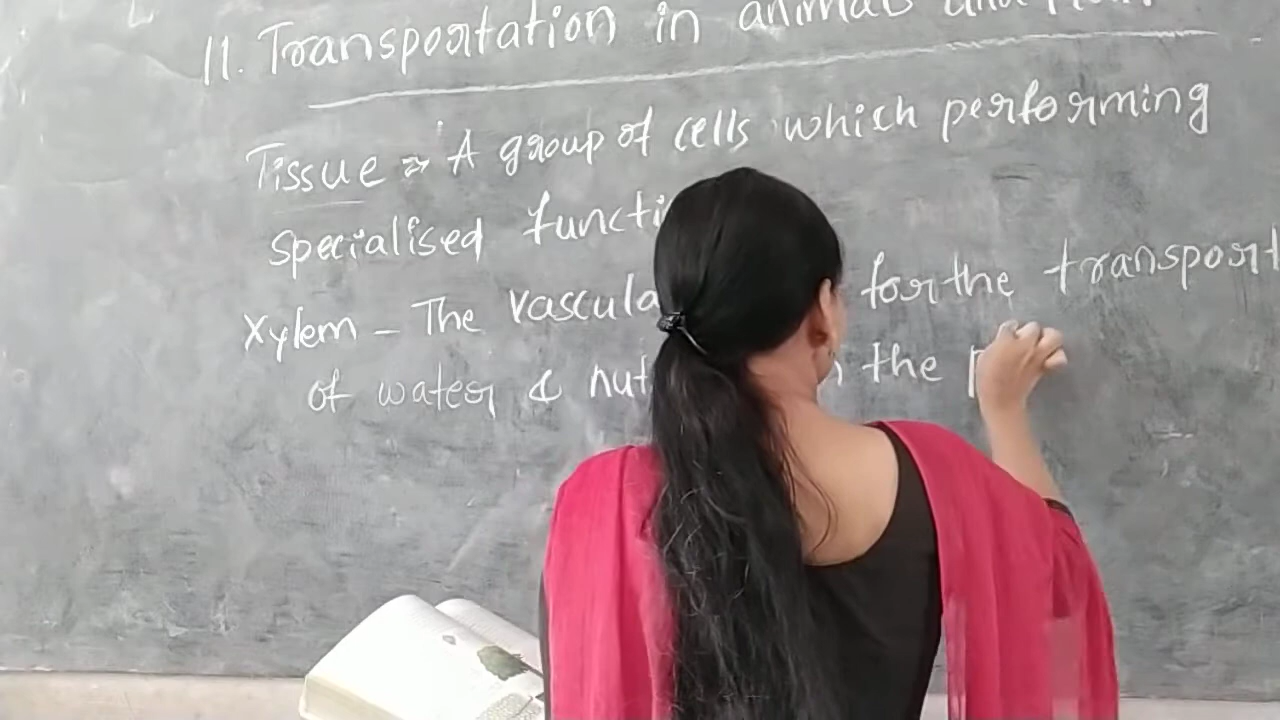 11. Transportation in animals and
Tissue => A group of cells which performing
specialised functi
Xylem - The vascula for the transport
of water & nut the